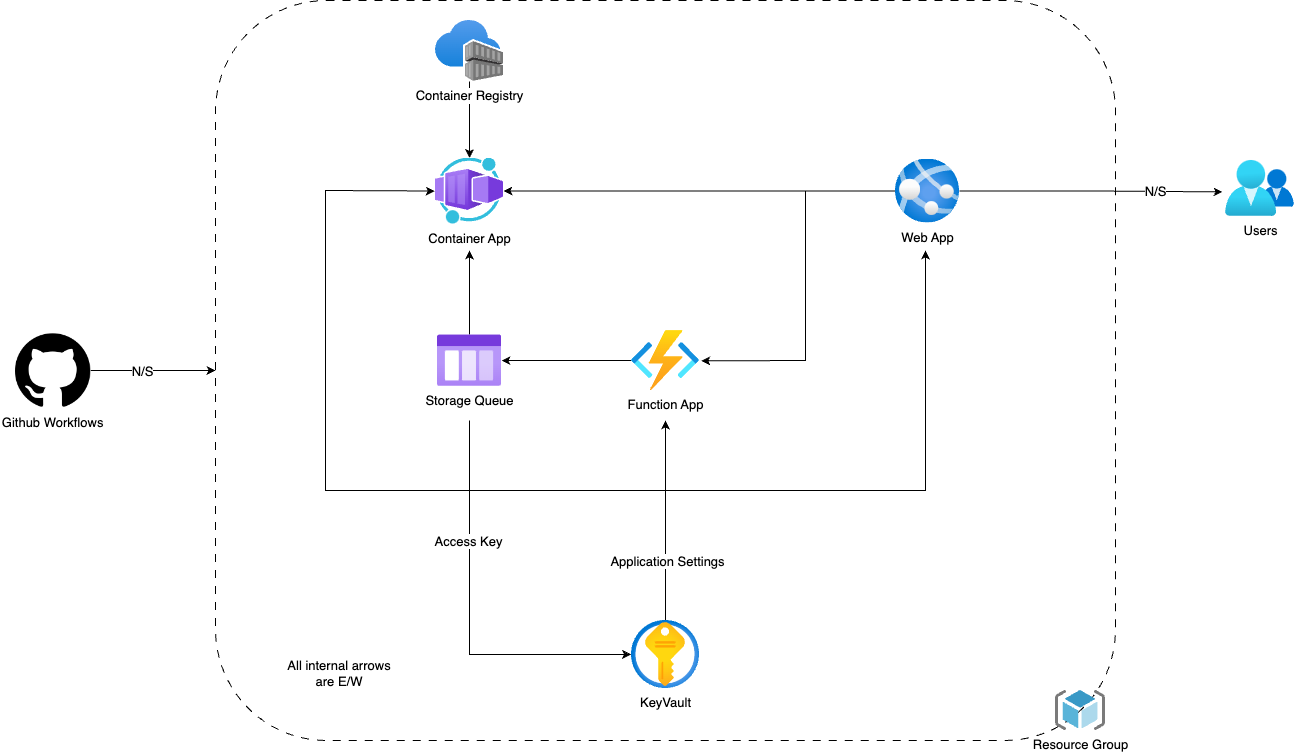 Container Registry
Container App
Web App
N/S
Users
Storage Queue
Function App
N/S
Github Workflows
Access Key
Application Settings
All internal arrows
are E/W
KeyVault
Resource Group